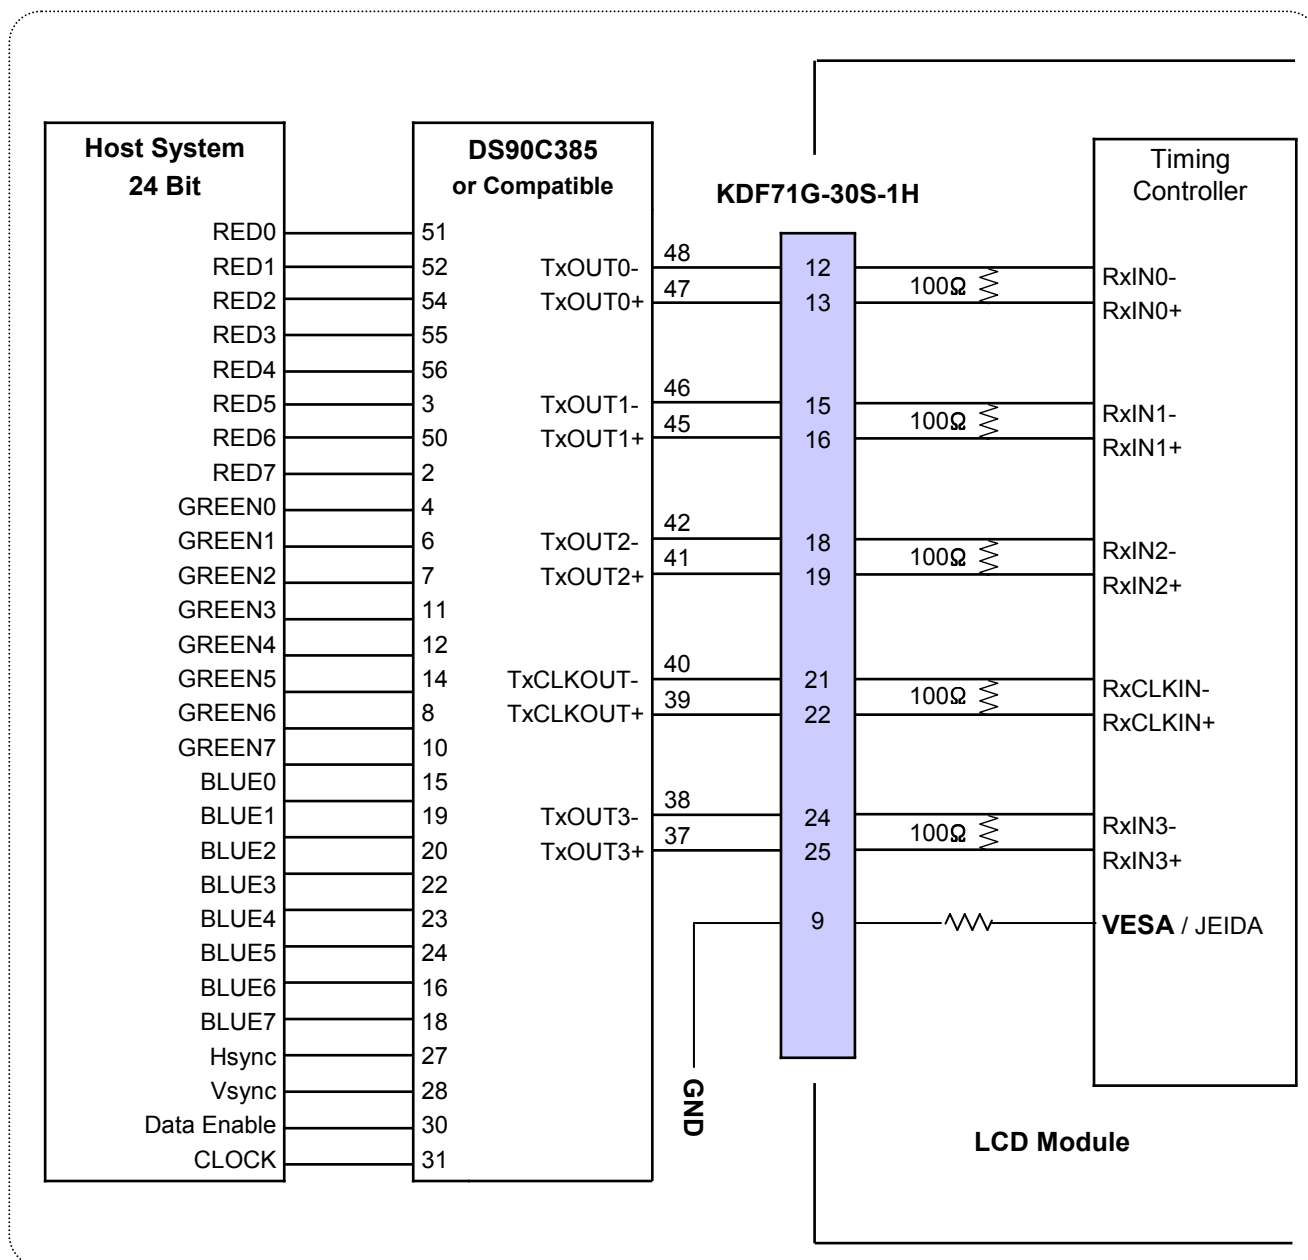 Host System
24 Bit
RED0
RED1
RED2
RED3
RED4
RED5
RED6
RED7
GREEN0
GREEN1
GREEN2
GREEN3
GREEN4
GREEN5
GREEN6
GREEN7
BLUE0
BLUE1
BLUE2
BLUE3
BLUE4
BLUE5
BLUE6
BLUE7
Hsync
Vsync
Data Enable
CLOCK
DS90C385
or Compatible
51
52
54
55
56
3
50
2
4
6
7
11
12
14
8
10
15
19
20
22
23
24
16
18
27
28
30
31
TxOUT0-
TxOUT0+
TxOUT1-
TxOUT1+
TxOUT2-
TxOUT2+
TxCLKOUT-
TxCLKOUT+
TxOUT3-
TxOUT3+
48
47
46
45
42
41
40
39
38
37
GND
KDF71G-30S-1H
12
13
15
16
18
19
21
22
24
25
9
100Ω
100Ω
100Ω
100Ω
100Ω
Timing
Controller
RxIN0-
RxIN0+
RxIN1-
RxIN1+
RxIN2-
RxIN2+
RxCLKIN-
RxCLKIN+
RxIN3-
RxIN3+
VESA / JEIDA
LCD Module